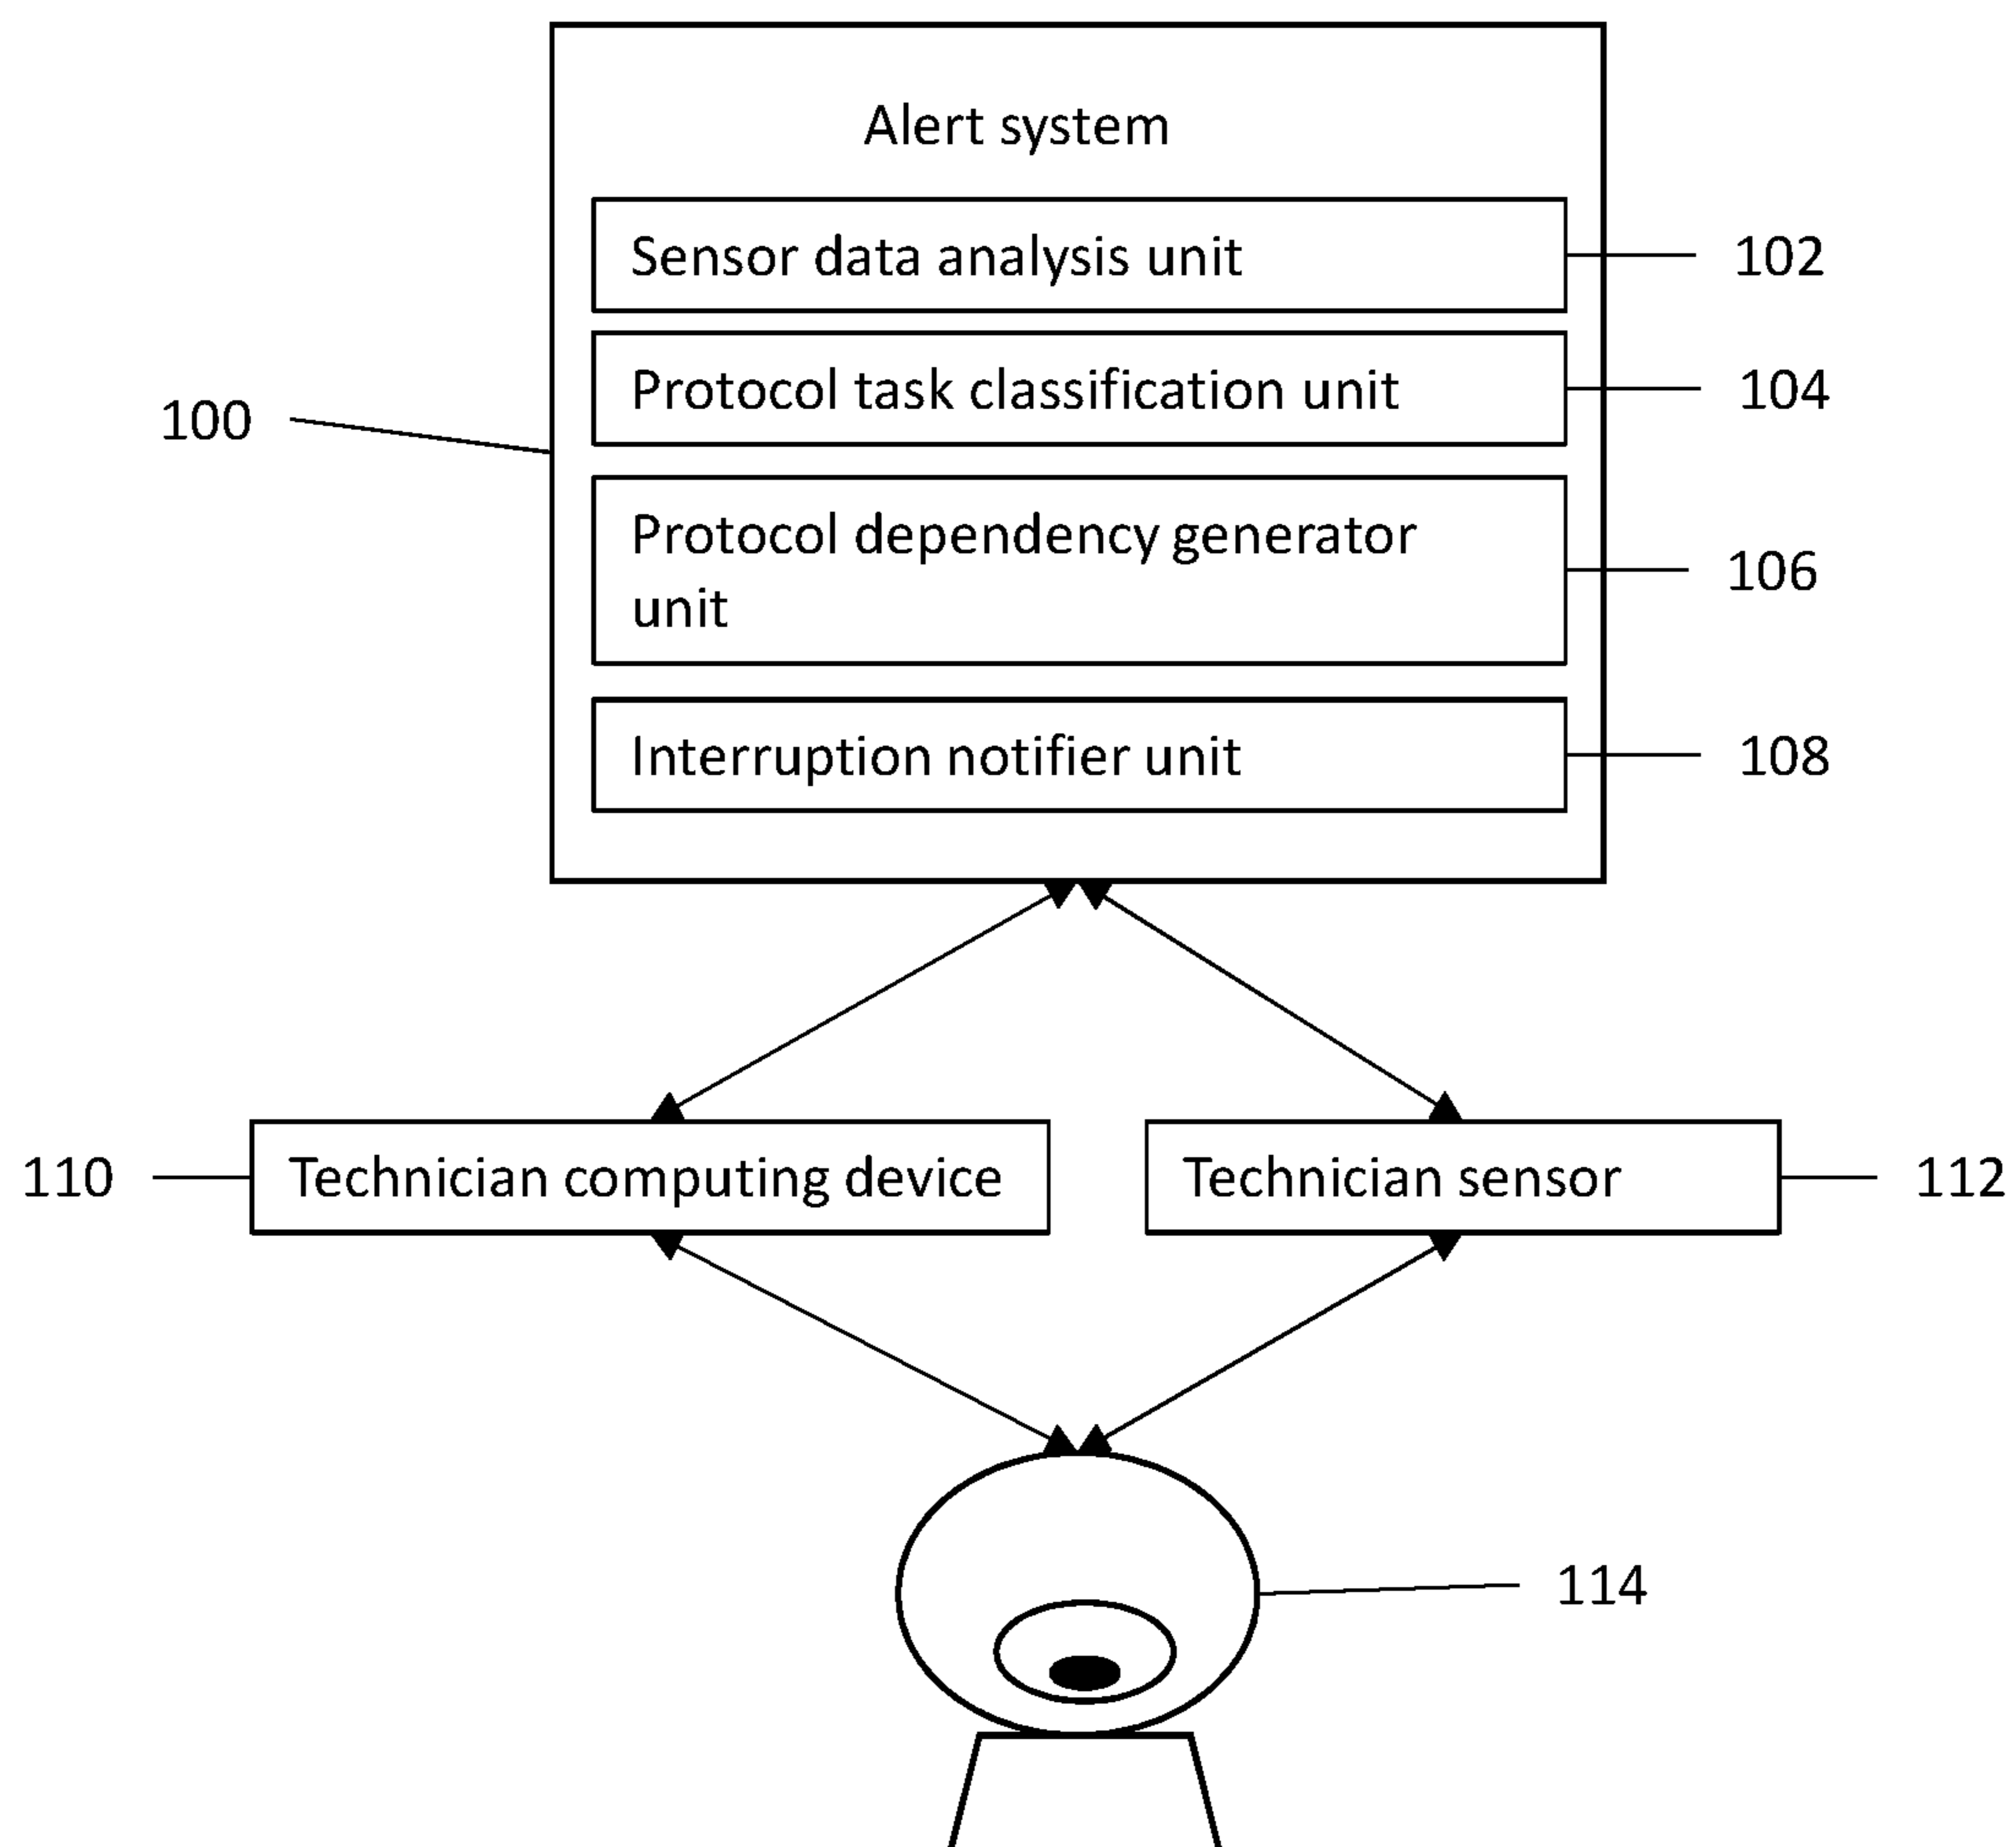 Alert system
Sensor data analysis unit
102
Protocol task classification unit
104
100
Protocol dependency generator
unit
106
Interruption notifier unit
108
110
Technician computing device
Technician sensor
112
114